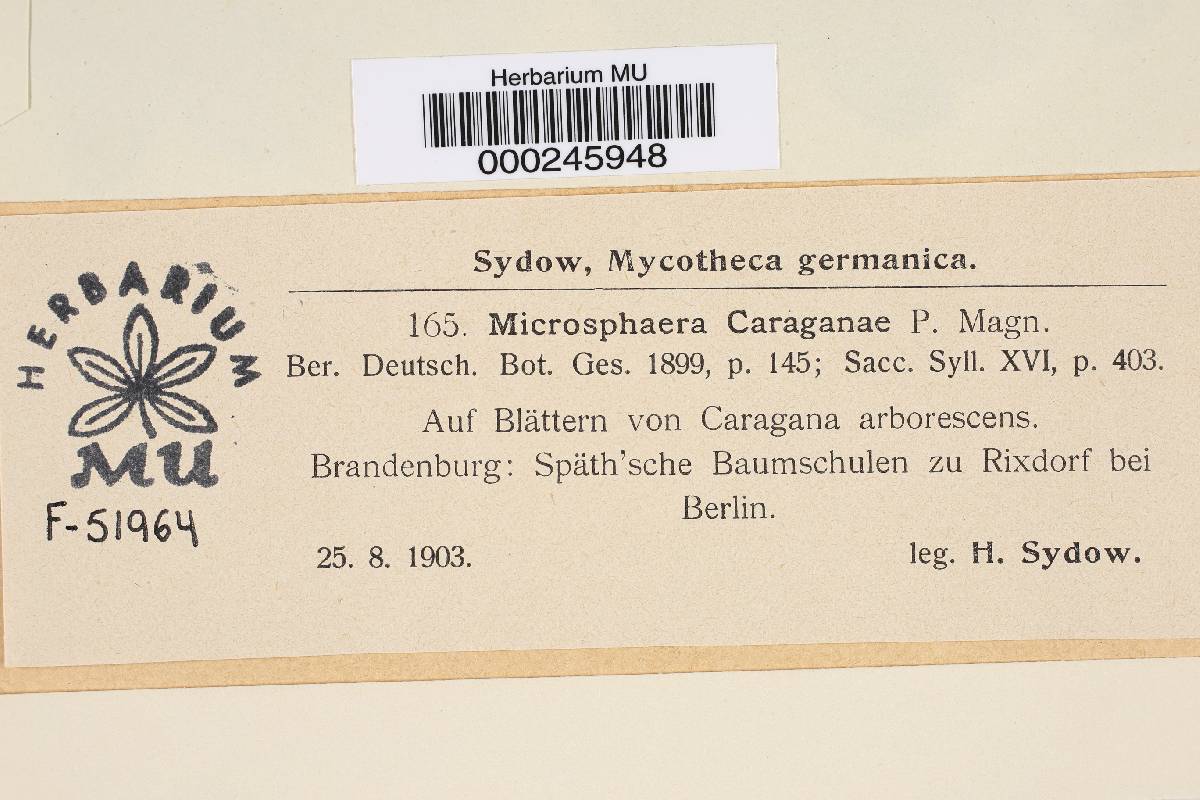 Herbarium MU
000245948
Sydow, Mycotheca germanica.
165. Microsphaera Caraganae P. Magn.
Ber. Deutsch. Bot. Ges. 1899, p. 145; Sacc. Syll. XVI, p. 403.
Auf Blättern von Caragana arborescens.
Brandenburg: Späth'sche Baumschulen zu Rixdorf bei
Berlin.
25. 8. 1903. leg. H. Sydow.
HERBARIUM
MU
F-51964